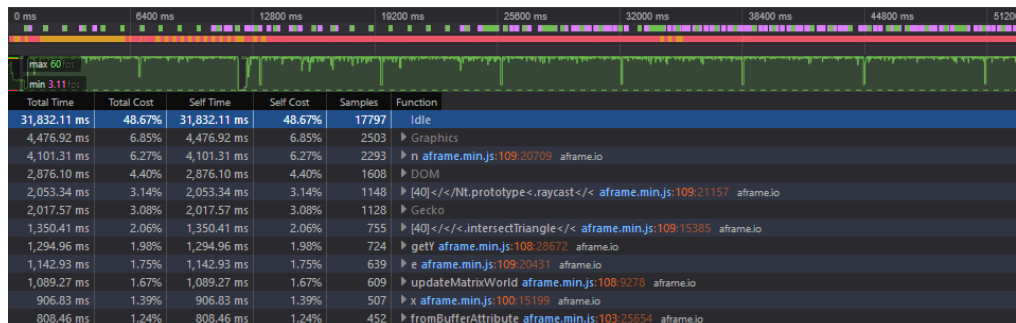 0 ms 6400 ms 12800 ms 19200 ms 25600 ms 32000 ms 38400 ms 44800 ms 5120
max 60 fps
min 3.11 fps
Total Time Total Cost Self Time Self Cost Samples Function
31,832.11 ms 48.67% 31,832.11 ms 48.67% 17797 Idle
4,476.92 ms 6.85% 4,476.92 ms 6.85% 2503 Graphics
4,101.31 ms 6.27% 4,101.31 ms 6.27% 2293 n aframe.min.js:109:20709 aframe.io
2,876.10 ms 4.40% 2,876.10 ms 4.40% 1608 DOM
2,053.34 ms 3.14% 2,053.34 ms 3.14% 1148 [40]</</Nt.prototype<.raycast</< aframe.min.js:109:21157 aframe.io
2,017.57 ms 3.08% 2,017.57 ms 3.08% 1128 Gecko
1,350.41 ms 2.06% 1,350.41 ms 2.06% 755 [40]</</<.intersectTriangle</< aframe.min.js:109:15385 aframe.io
1,294.96 ms 1.98% 1,294.96 ms 1.98% 724 getY aframe.min.js:108:28672 aframe.io
1,142.93 ms 1.75% 1,142.93 ms 1.75% 639 e aframe.min.js:109:20431 aframe.io
1,089.27 ms 1.67% 1,089.27 ms 1.67% 609 updateMatrixWorld aframe.min.js:108:9278 aframe.io
906.83 ms 1.39% 906.83 ms 1.39% 507 x aframe.min.js:100:15199 aframe.io
808.46 ms 1.24% 808.46 ms 1.24% 452 fromBufferAttribute aframe.min.js:103:25654 aframe.io